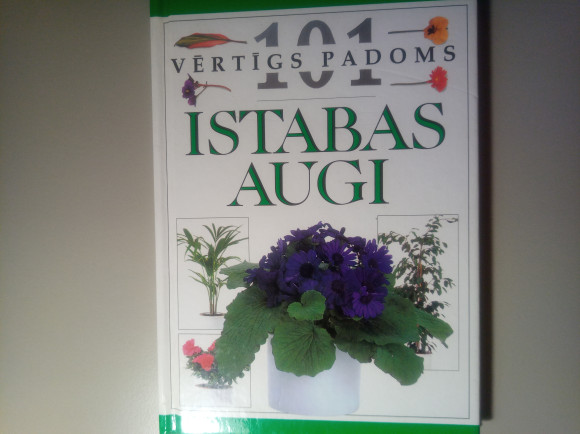 101
VĒRTĪGS PADOMS
ISTABAS
AUGI